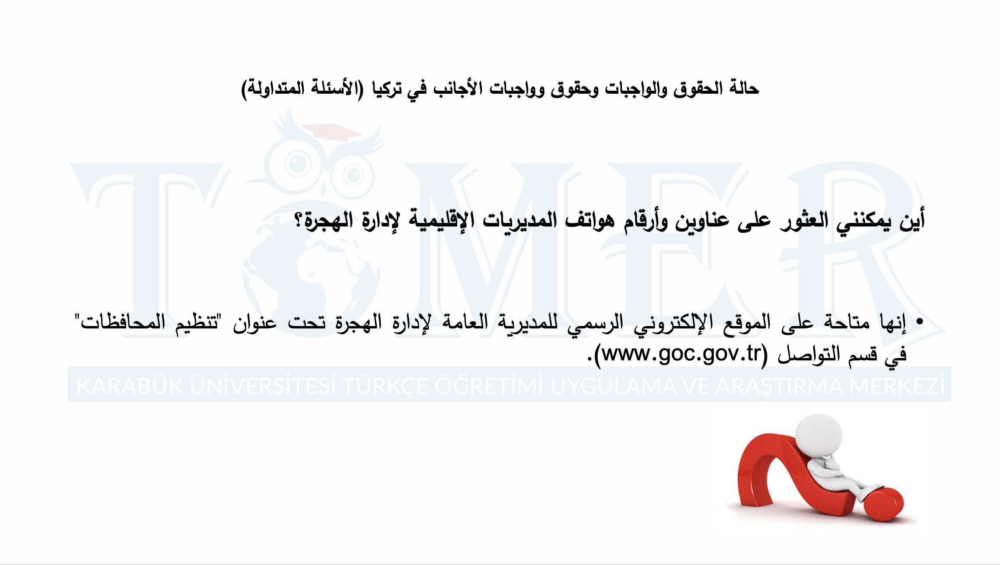 حالة الحقوق والواجبات وحقوق وواجبات الأجانب في تركيا (الأسئلة المتداولة)
أين يمكنني العثور على عناوين وأرقام هواتف المديريات الإقليمية لإدارة الهجرة؟
• إنها متاحة على الموقع الإلكتروني الرسمي للمديرية العامة لإدارة الهجرة تحت عنوان "تنظيم المحافظات"
في قسم التواصل (www.goc.gov.tr).
TÖMER
KARABÜK ÜNİVERSİTESİ TÜRKÇE ÖĞRETİMİ UYGULAMA VE ARAŞTIRMA MERKEZİ